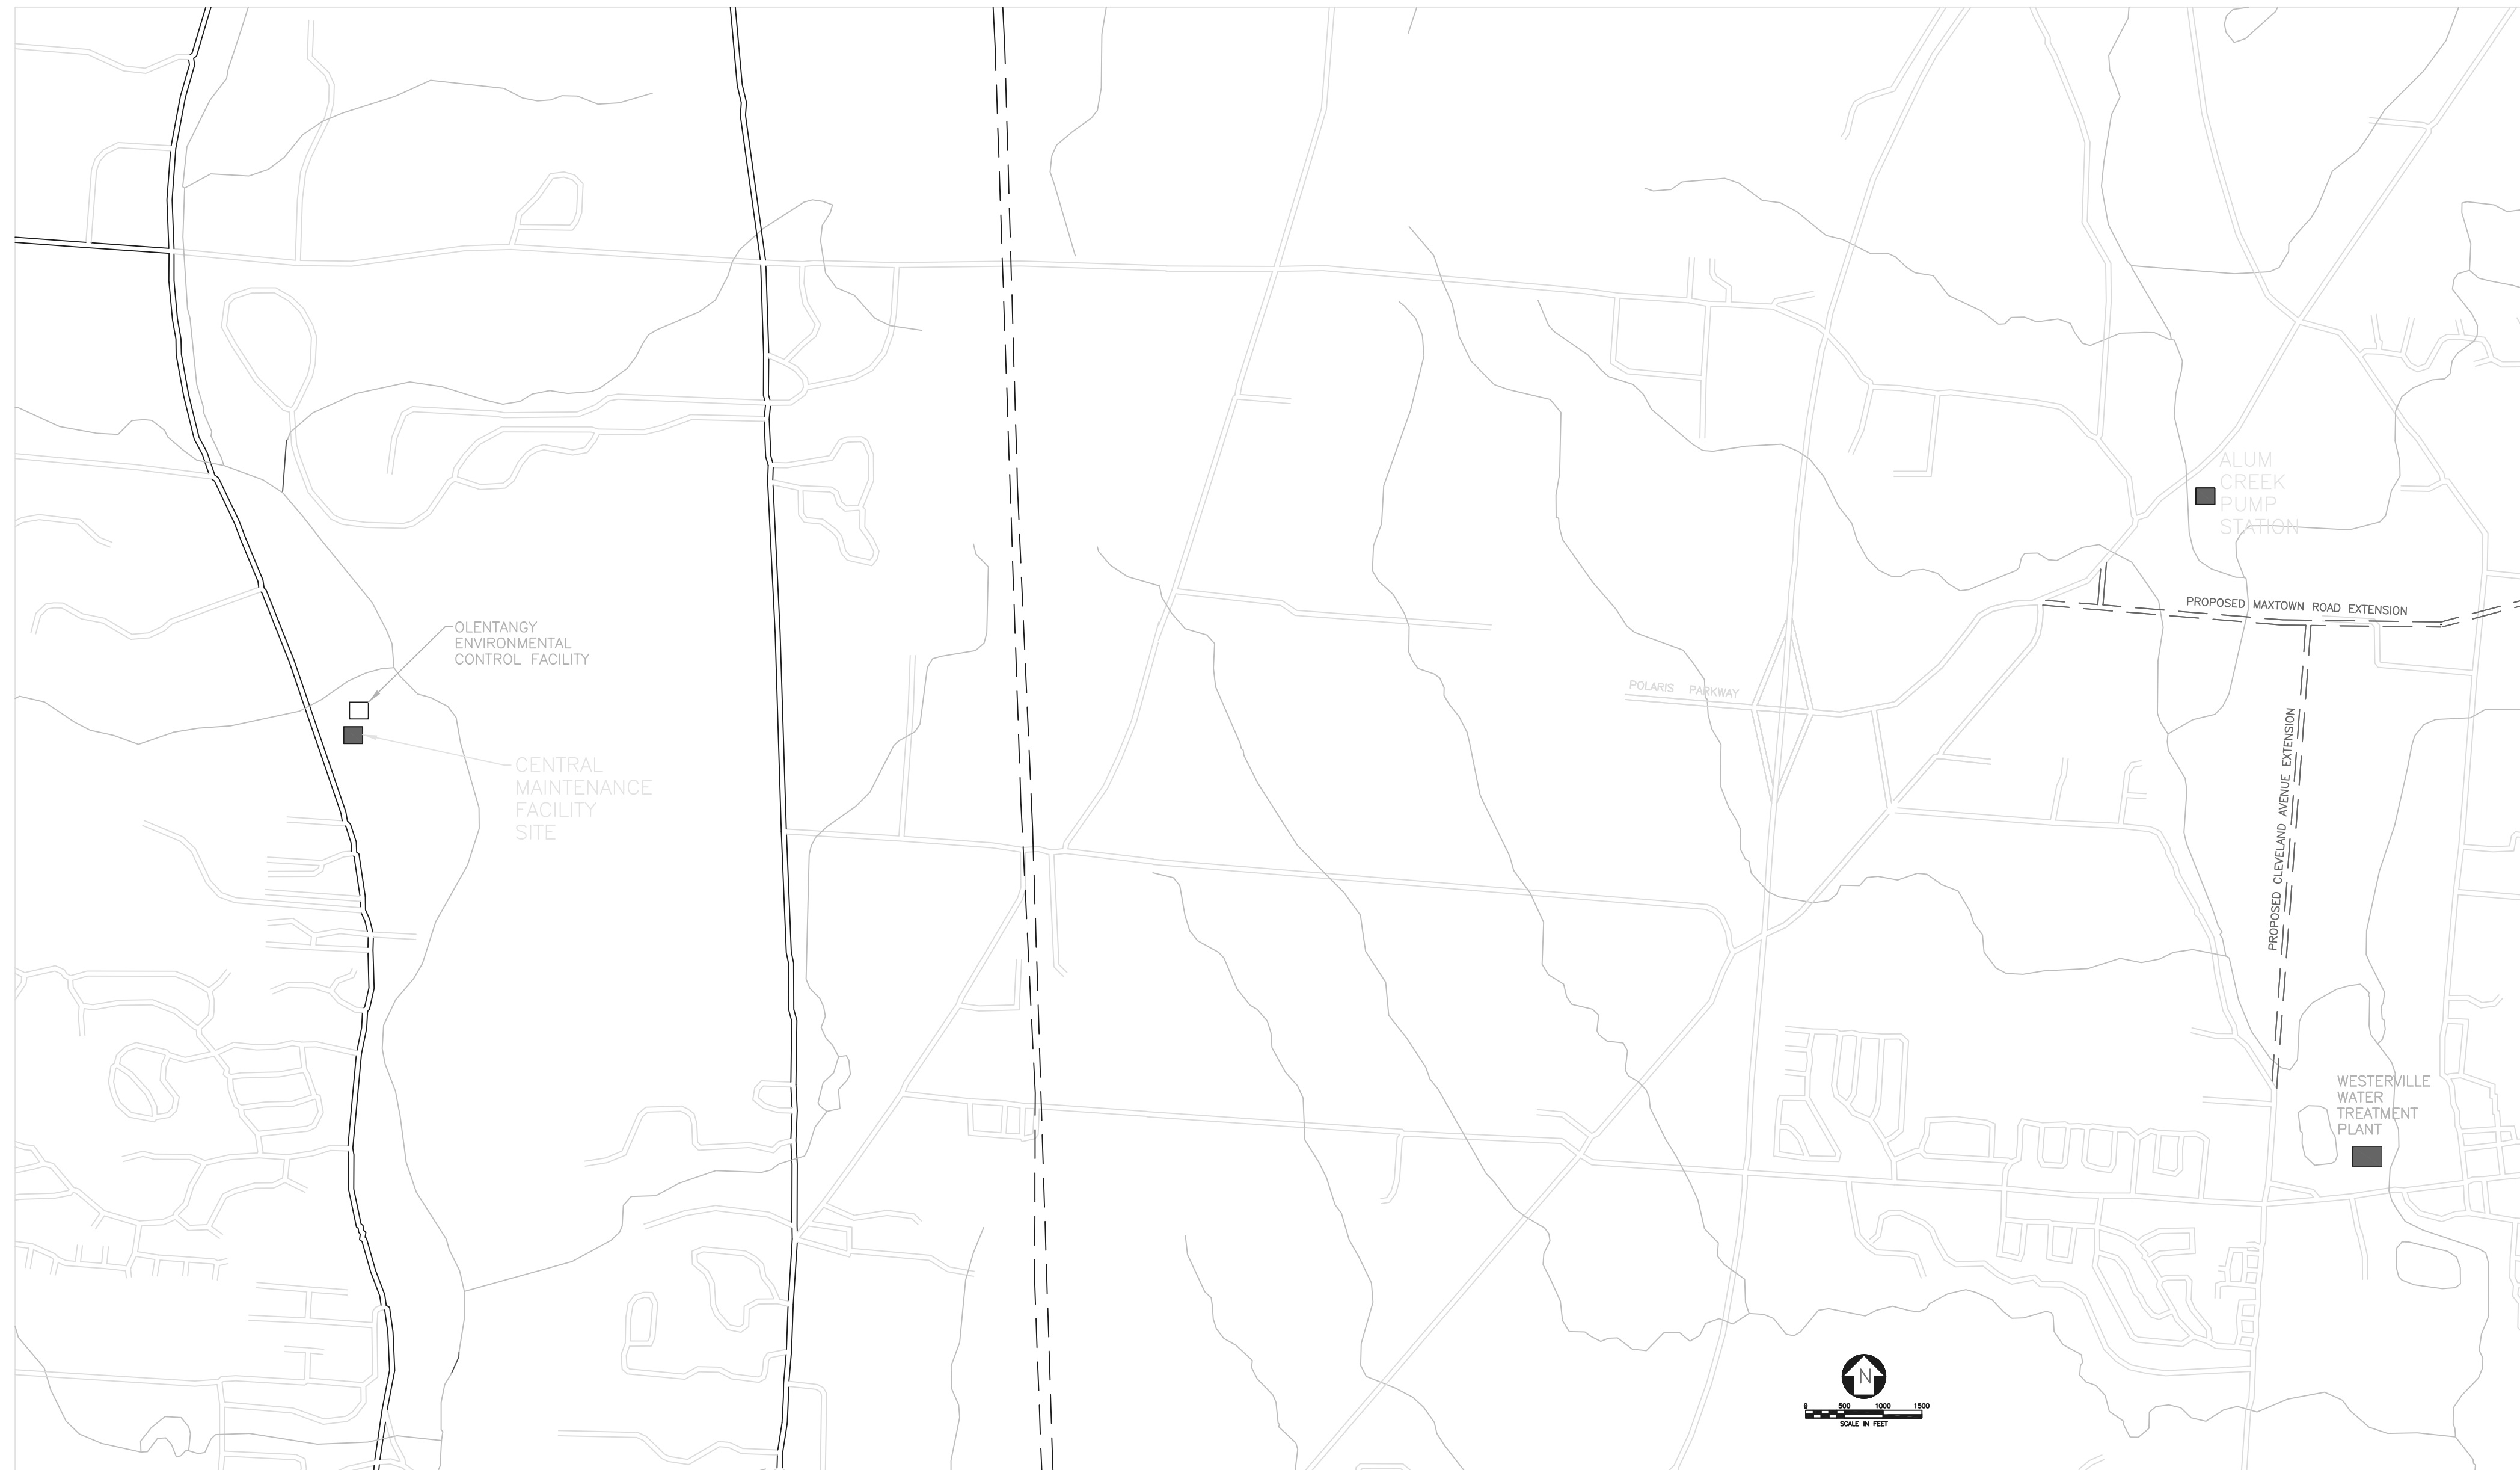 ALUM
CREEK
PUMP
STATION
PROPOSED MAXTOWN ROAD EXTENSION
OLENTANGY
ENVIRONMENTAL
CONTROL FACILITY
POLARIS PARKWAY
CENTRAL
MAINTENANCE
FACILITY
SITE
PROPOSED CLEVELAND AVENUE EXTENSION
WESTERVILLE
WATER
TREATMENT
PLANT
N
0 500 1000 1500
SCALE IN FEET